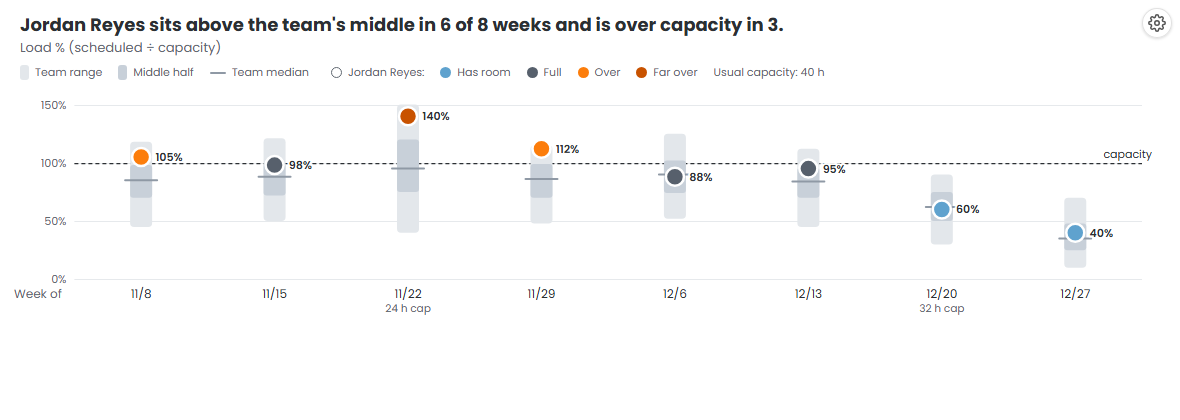 Jordan Reyes sits above the team's middle in 6 of 8 weeks and is over capacity in 3.
Load % (scheduled ÷ capacity)
Team range Middle half Team median Jordan Reyes: Has room Full Over Far over Usual capacity: 40 h
150%
140%
112%
105%
100%
98%
95%
88%
capacity
60%
50%
40%
0%
Week of 11/8 11/15 11/22 11/29 12/6 12/13 12/20 12/27
24 h cap 32 h cap